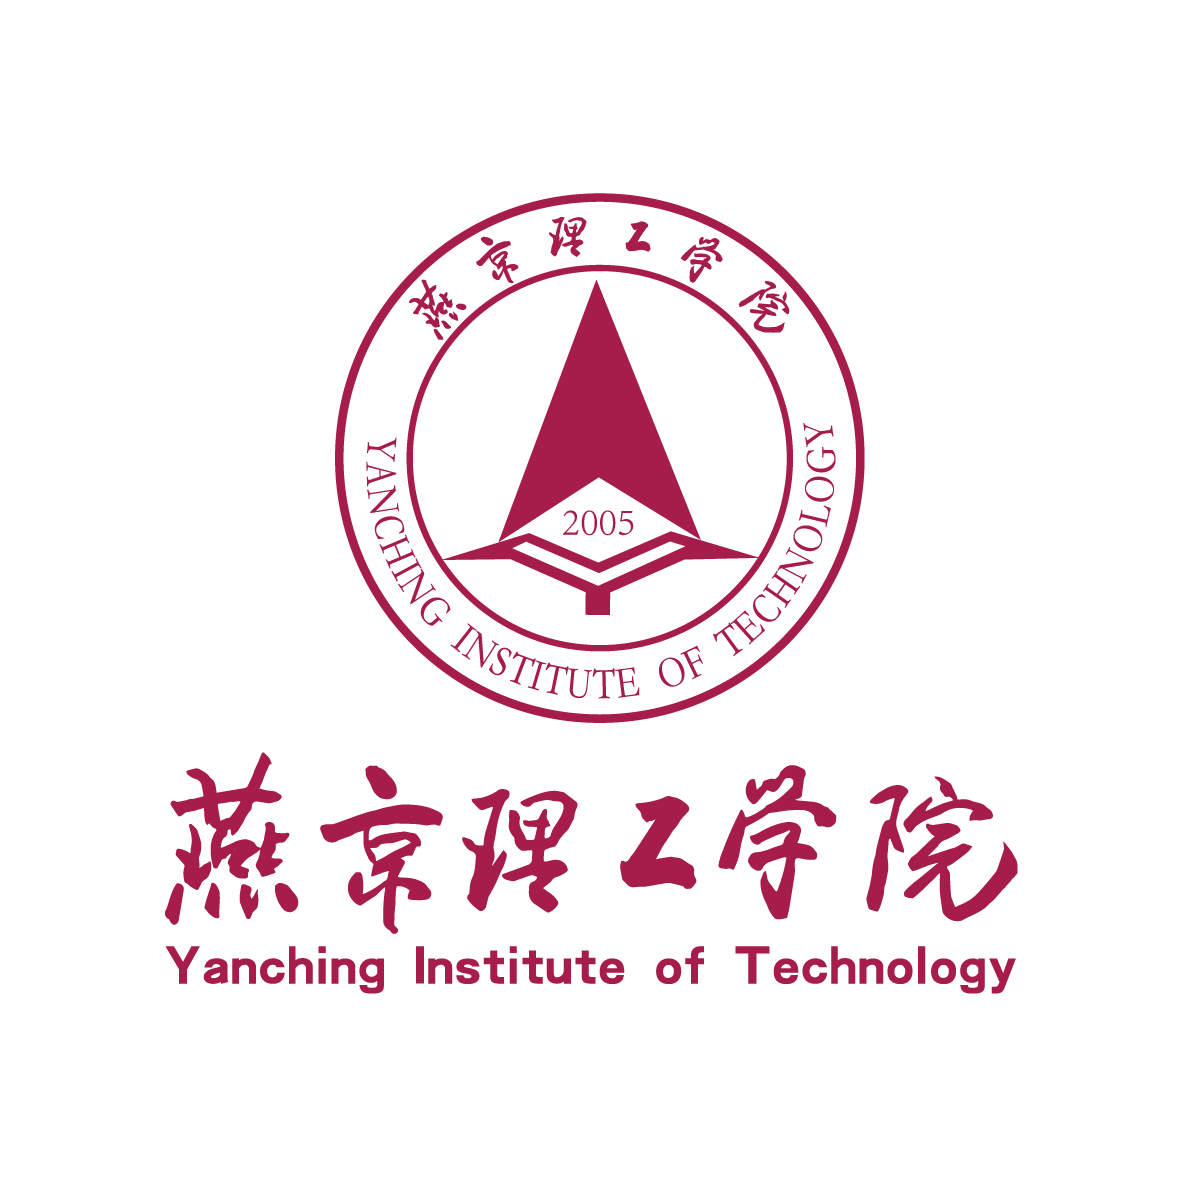 燕京理工学院
YANCHING INSTITUTE OF TECHNOLOGY
2005
燕京理工学院
Yanching Institute of Technology